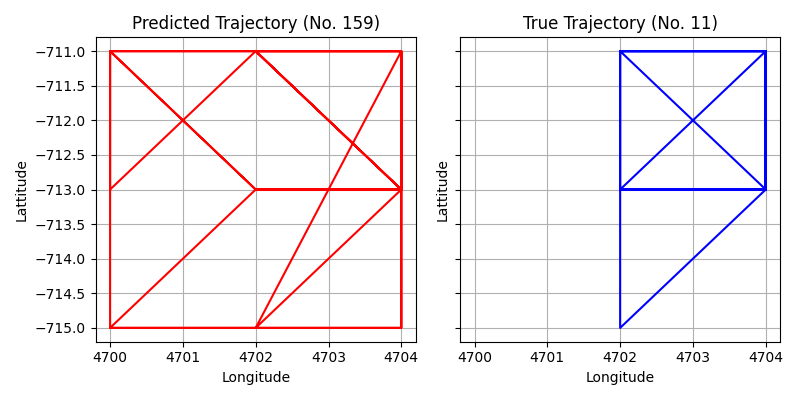 Predicted Trajectory (No. 159)
Lattitude
−711.0
−711.5
−712.0
−712.5
−713.0
−713.5
−714.0
−714.5
−715.0
4700 4701 4702 4703 4704
Longitude
True Trajectory (No. 11)
Lattitude
4700 4701 4702 4703 4704
Longitude